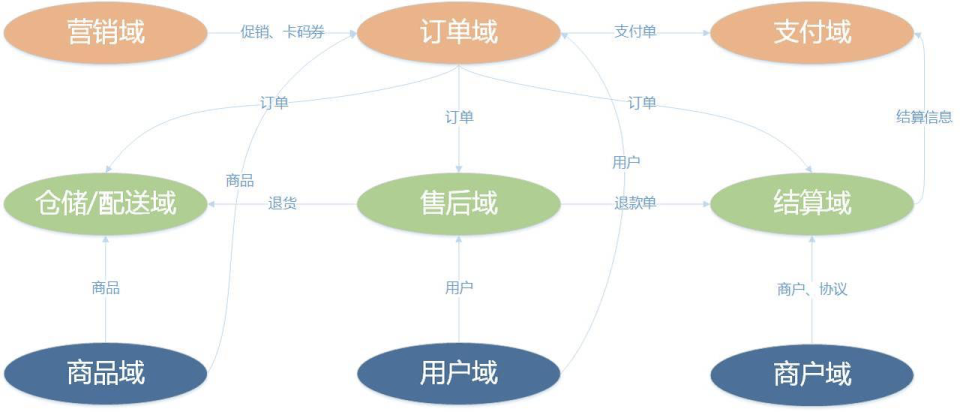 营销域
促销、卡码券
订单域
支付单
支付域
订单
订单
订单
结算信息
商品
用户
仓储/配送域
退货
售后域
退款单
结算域
商品
用户
商户、协议
商品域
用户域
商户域